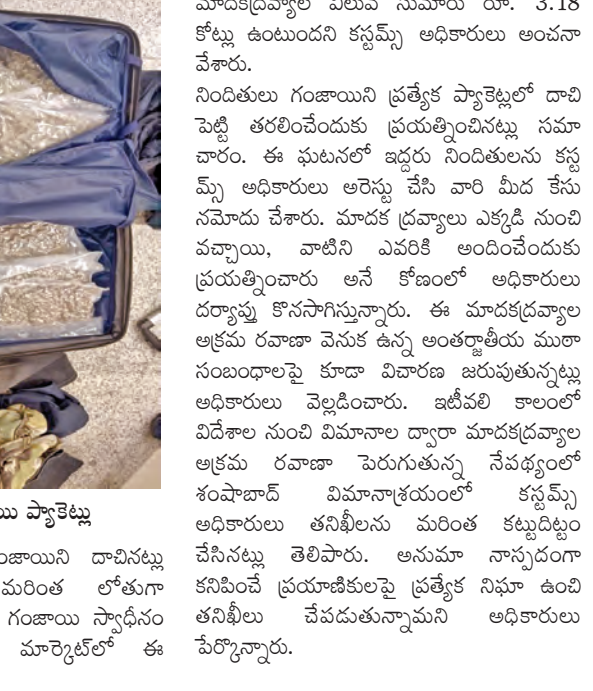 యి ప్యాకెట్లు
ంజాయిని దాచినట్లు
మరింత లోతుగా
గంజాయి స్వాధీనం
మార్కెట్‌లో ఈ
మాదకద్రవ్యాల విలువ సుమారు రూ. 3.18
కోట్లు ఉంటుందని కస్టమ్స్ అధికారులు అంచనా
వేశారు.
నిందితులు గంజాయిని ప్రత్యేక ప్యాకెట్లలో దాచి
పెట్టి తరలించేందుకు ప్రయత్నించినట్లు సమా
చారం. ఈ ఘటనలో ఇద్దరు నిందితులను కస్ట
మ్స్ అధికారులు అరెస్టు చేసి వారి మీద కేసు
నమోదు చేశారు. మాదక ద్రవ్యాలు ఎక్కడి నుంచి
వచ్చాయి, వాటిని ఎవరికి అందించేందుకు
ప్రయత్నించారు అనే కోణంలో అధికారులు
దర్యాప్తు కొనసాగిస్తున్నారు. ఈ మాదకద్రవ్యాల
అక్రమ రవాణా వెనుక ఉన్న అంతర్జాతీయ ముఠా
సంబంధాలపై కూడా విచారణ జరుపుతున్నట్లు
అధికారులు వెల్లడించారు. ఇటీవలి కాలంలో
విదేశాల నుంచి విమానాల ద్వారా మాదకద్రవ్యాల
అక్రమ రవాణా పెరుగుతున్న నేపథ్యంలో
శంషాబాద్ విమానాశ్రయంలో కస్టమ్స్
అధికారులు తనిఖీలను మరింత కట్టుదిట్టం
చేసినట్లు తెలిపారు. అనుమా నాస్పదంగా
కనిపించే ప్రయాణికులపై ప్రత్యేక నిఘా ఉంచి
తనిఖీలు చేపడుతున్నామని అధికారులు
పేర్కొన్నారు.